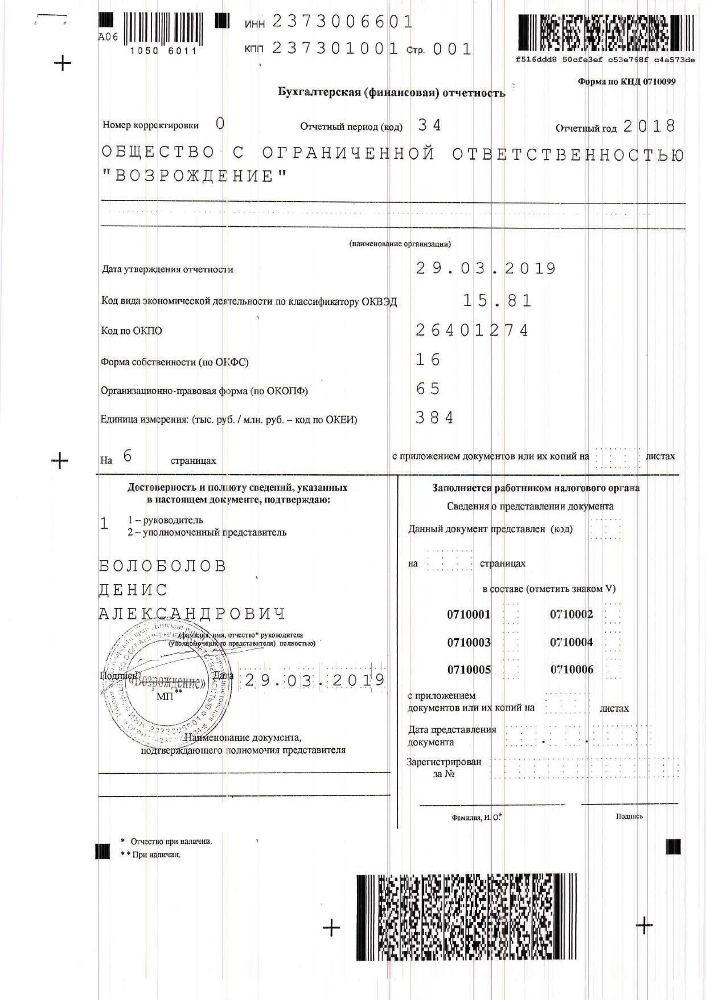 ИНН 2373006601
А06
1050 6011
КПП 237301001 Стр. 001
f516ddd8 50cfe3ef c53e768f c4a573de
Форма по КНД 0710099
Бухгалтерская (финансовая) отчетность
Номер корректировки 0 Отчетный период (код) 34 Отчетный год 2018
ОБЩЕСТВО С ОГРАНИЧЕННОЙ ОТВЕТСТВЕННОСТЬЮ
"ВОЗРОЖДЕНИЕ"
(наименование организации)
Дата утверждения отчетности 29.03.2019
Код вида экономической деятельности по классификатору ОКВЭД 15.81
Код по ОКПО 26401274
Форма собственности (по ОКФС) 16
Организационно-правовая форма (по ОКОПФ) 65
Единица измерения: (тыс. руб. / млн. руб. – код по ОКЕИ) 384
На 6 страницах с приложением документов или их копий на листах
Достоверность и полноту сведений, указанных
в настоящем документе, подтверждаю:
1 1 – руководитель
2 – уполномоченный представитель
БОЛОБОЛОВ
ДЕНИС
АЛЕКСАНДРОВИЧ
(фамилия, имя, отчество* руководителя
(уполномоченного представителя) полностью)
Подпись Дата 29.03.2019
«Возрождение»
МП**
ИНН 2373006601
Наименование документа,
подтверждающего полномочия представителя
Заполняется работником налогового органа
Сведения о представлении документа
Данный документ представлен (код)
на страницах
в составе (отметить знаком V)
0710001 0710002
0710003 0710004
0710005 0710006
с приложением
документов или их копий на листах
Дата представления
документа . .
Зарегистрирован
за №
Фамилия, И. О.* Подпись
* Отчество при наличии.
** При наличии.